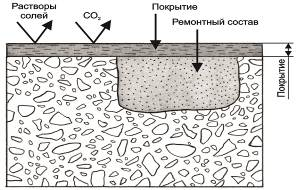 Растворы
солей
CO₂
Покрытие
Ремонтный состав
Покрытие